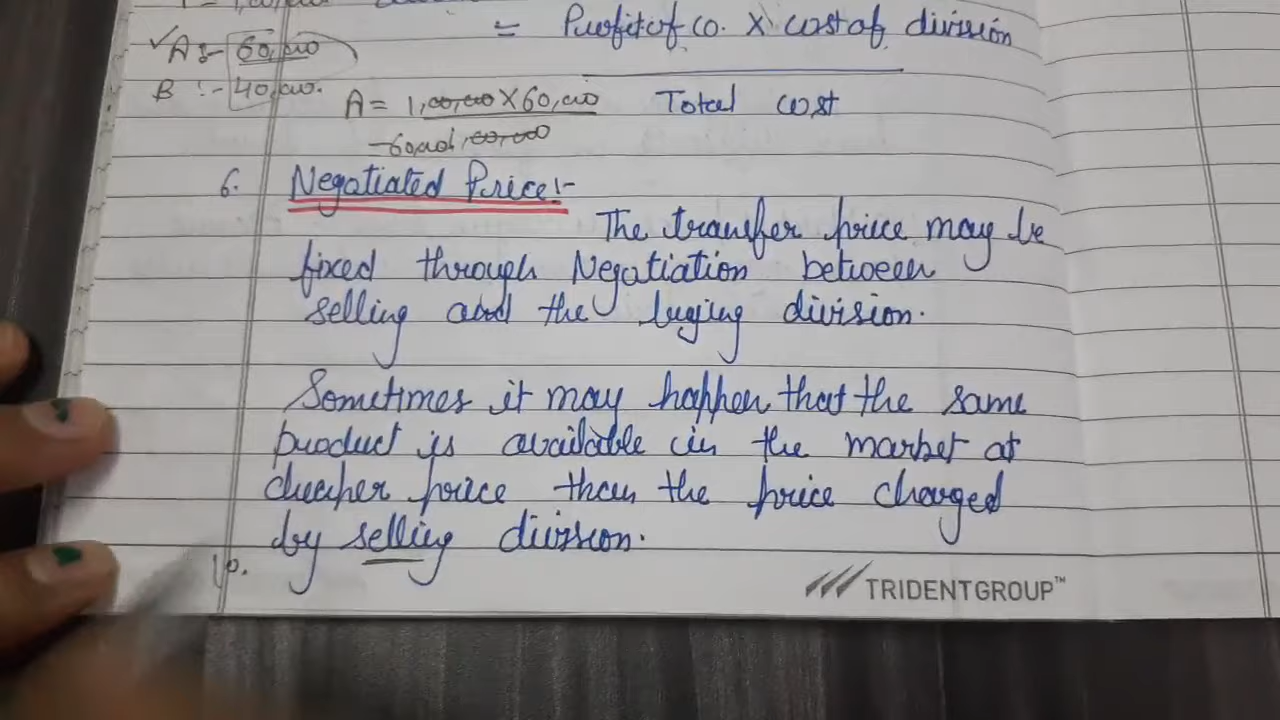 = Profit of Co. X cost of division
✓A :- 60,000
B :- 40,000.
A = 1,00,000 X 60,000 Total cost
1,00,000
6. Negotiated Price:-
The transfer price may be
fixed through Negotiation between
selling and the buying division.
Sometimes it may happen that the same
product is available in the market at
cheaper price than the price charged
by selling division.
TRIDENTGROUP™